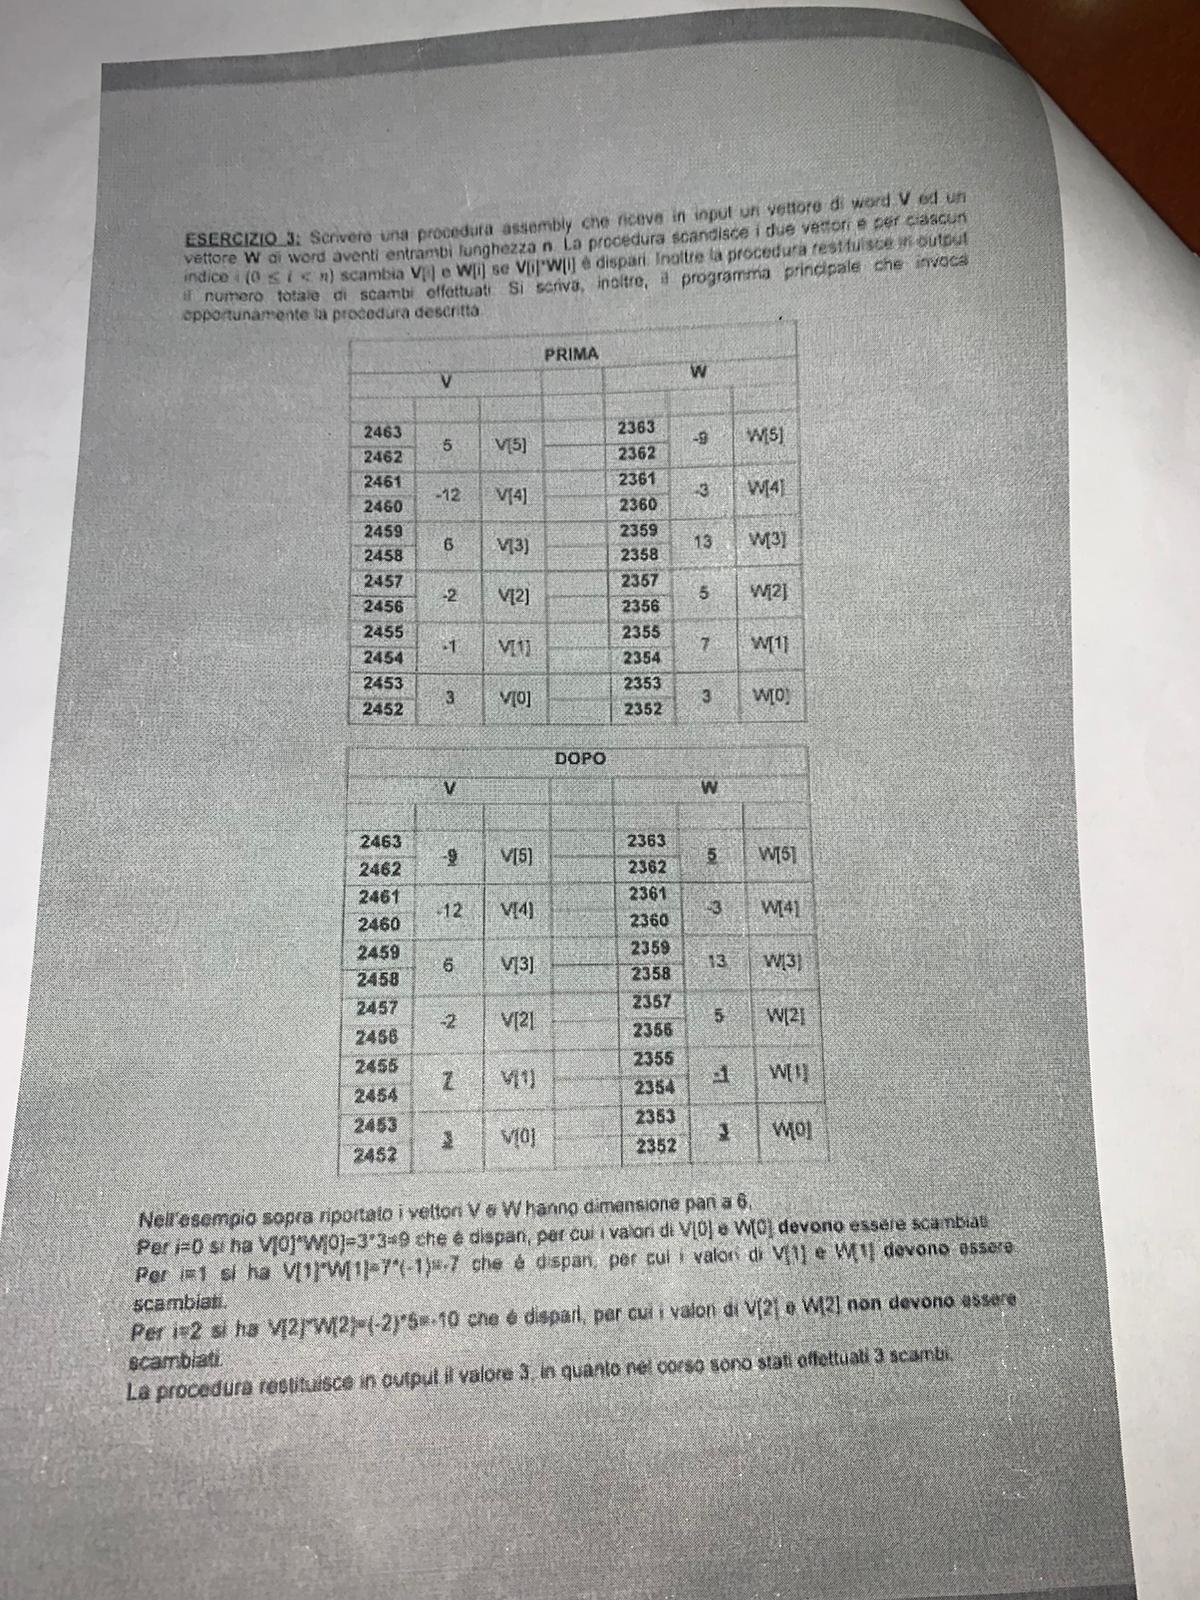 ESERCIZIO 3: Scrivere una procedura assembly che riceve in input un vettore di word V ed un
vettore W di word aventi entrambi lunghezza n. La procedura scandisce i due vettori e per ciascun
indice i (0 ≤ i < n) scambia V[i] e W[i] se V[i]*W[i] è dispari. Inoltre la procedura restituisce in output
il numero totale di scambi effettuati. Si scriva, inoltre, il programma principale che invoca
opportunamente la procedura descritta
PRIMA
V W
2463 5 V[5] 2363 -9 W[5]
2462 2362
2461 -12 V[4] 2361 -3 W[4]
2460 2360
2459 6 V[3] 2359 13 W[3]
2458 2358
2457 -2 V[2] 2357 5 W[2]
2456 2356
2455 -1 V[1] 2355 7 W[1]
2454 2354
2453 3 V[0] 2353 3 W[0]
2452 2352
DOPO
V W
2463 -9 V[5] 2363 5 W[5]
2462 2362
2461 -12 V[4] 2361 -3 W[4]
2460 2360
2459 6 V[3] 2359 13 W[3]
2458 2358
2457 -2 V[2] 2357 5 W[2]
2456 2356
2455 7 V[1] 2355 -1 W[1]
2454 2354
2453 3 V[0] 2353 3 W[0]
2452 2352
Nell'esempio sopra riportato i vettori V e W hanno dimensione pari a 6.
Per i=0 si ha V[0]*W[0]=3*3=9 che è dispari, per cui i valori di V[0] e W[0] devono essere scambiati
Per i=1 si ha V[1]*W[1]=7*(-1)=-7 che è dispari, per cui i valori di V[1] e W[1] devono essere
scambiati.
Per i=2 si ha V[2]*W[2]=(-2)*5=-10 che è dispari, per cui i valori di V[2] e W[2] non devono essere
scambiati.
La procedura restituisce in output il valore 3, in quanto nel corso sono stati effettuati 3 scambi.